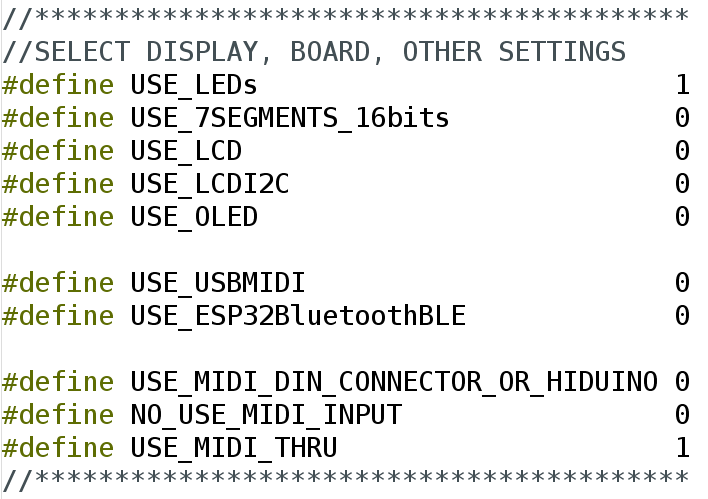 //*****************************************
//SELECT DISPLAY, BOARD, OTHER SETTINGS
#define USE_LEDs                          1
#define USE_7SEGMENTS_16bits              0
#define USE_LCD                           0
#define USE_LCDI2C                        0
#define USE_OLED                          0

#define USE_USBMIDI                       0
#define USE_ESP32BluetoothBLE             0

#define USE_MIDI_DIN_CONNECTOR_OR_HIDUINO 0
#define NO_USE_MIDI_INPUT                 0
#define USE_MIDI_THRU                     1
//*****************************************